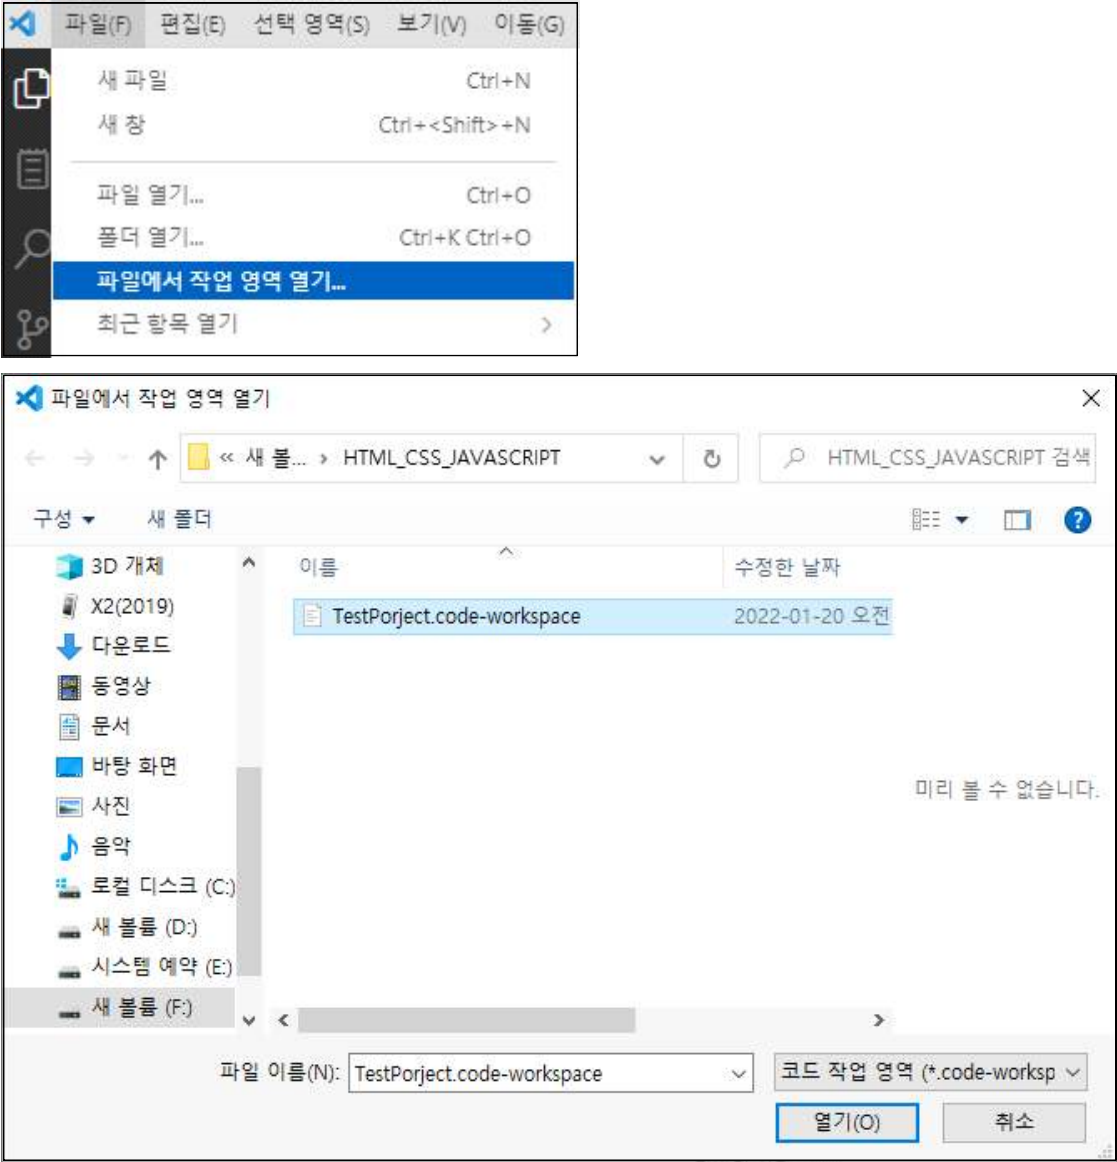 파일(F) 편집(E) 선택 영역(S) 보기(V) 이동(G)
새 파일 Ctrl+N
새 창 Ctrl+<Shift>+N
파일 열기... Ctrl+O
폴더 열기... Ctrl+K Ctrl+O
파일에서 작업 영역 열기...
최근 항목 열기 >
파일에서 작업 영역 열기
« 새 볼... › HTML_CSS_JAVASCRIPT
HTML_CSS_JAVASCRIPT 검색
구성 새 폴더
이름 수정한 날짜
TestPorject.code-workspace 2022-01-20 오전
3D 개체
X2(2019)
다운로드
동영상
문서
바탕 화면
사진
음악
로컬 디스크 (C:)
새 볼륨 (D:)
시스템 예약 (E:)
새 볼륨 (F:)
미리 볼 수 없습니다.
파일 이름(N): TestPorject.code-workspace
코드 작업 영역 (*.code-worksp
열기(O) 취소